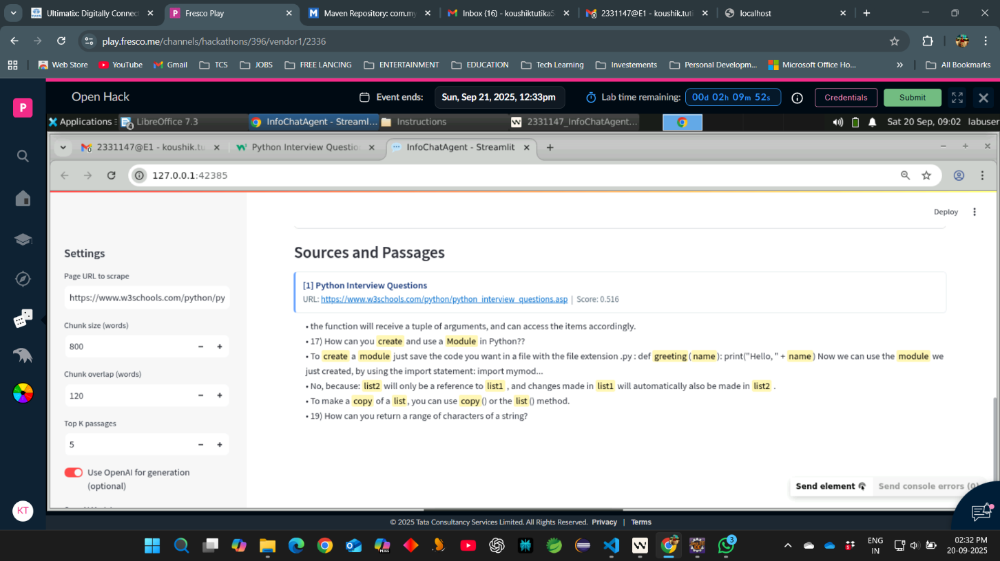 Ultimatix: Digitally Connect
Fresco Play
Maven Repository: com.my
Inbox (16) - koushiktutika5
2331147@E1 - koushik.tuti
localhost
play.fresco.me/channels/hackathons/396/vendor1/2336
Web Store
YouTube
Gmail
TCS
JOBS
FREE LANCING
ENTERTAINMENT
EDUCATION
Tech Learning
Investements
Personal Developm...
Microsoft Office Ho...
All Bookmarks
P
Open Hack
Event ends:
Sun, Sep 21, 2025, 12:33pm
Lab time remaining:
00d 02h 09m 52s
Credentials
Submit
Applications
LibreOffice 7.3
InfoChatAgent - Streaml...
Instructions
2331147_InfoChatAgent...
Sat 20 Sep, 09:02
labuser
2331147@E1 - koushik.tu
Python Interview Questio
InfoChatAgent - Streamlit
127.0.0.1:42385
Deploy
Settings
Page URL to scrape
https://www.w3schools.com/python/py
Chunk size (words)
800
Chunk overlap (words)
120
Top K passages
5
Use OpenAI for generation
(optional)
Sources and Passages
[1] Python Interview Questions
URL: https://www.w3schools.com/python/python_interview_questions.asp | Score: 0.516
• the function will receive a tuple of arguments, and can access the items accordingly.
• 17) How can you create and use a Module in Python??
• To create a module just save the code you want in a file with the file extension .py : def greeting ( name ): print("Hello, " + name ) Now we can use the module we
just created, by using the import statement: import mymod...
• No, because: list2 will only be a reference to list1 , and changes made in list1 will automatically also be made in list2 .
• To make a copy of a list , you can use copy () or the list () method.
• 19) How can you return a range of characters of a string?
Send element
Send console errors (0)
KT
© 2025 Tata Consultancy Services Limited. All Rights Reserved. Privacy | Terms
3
ENG
IN
02:32 PM
20-09-2025